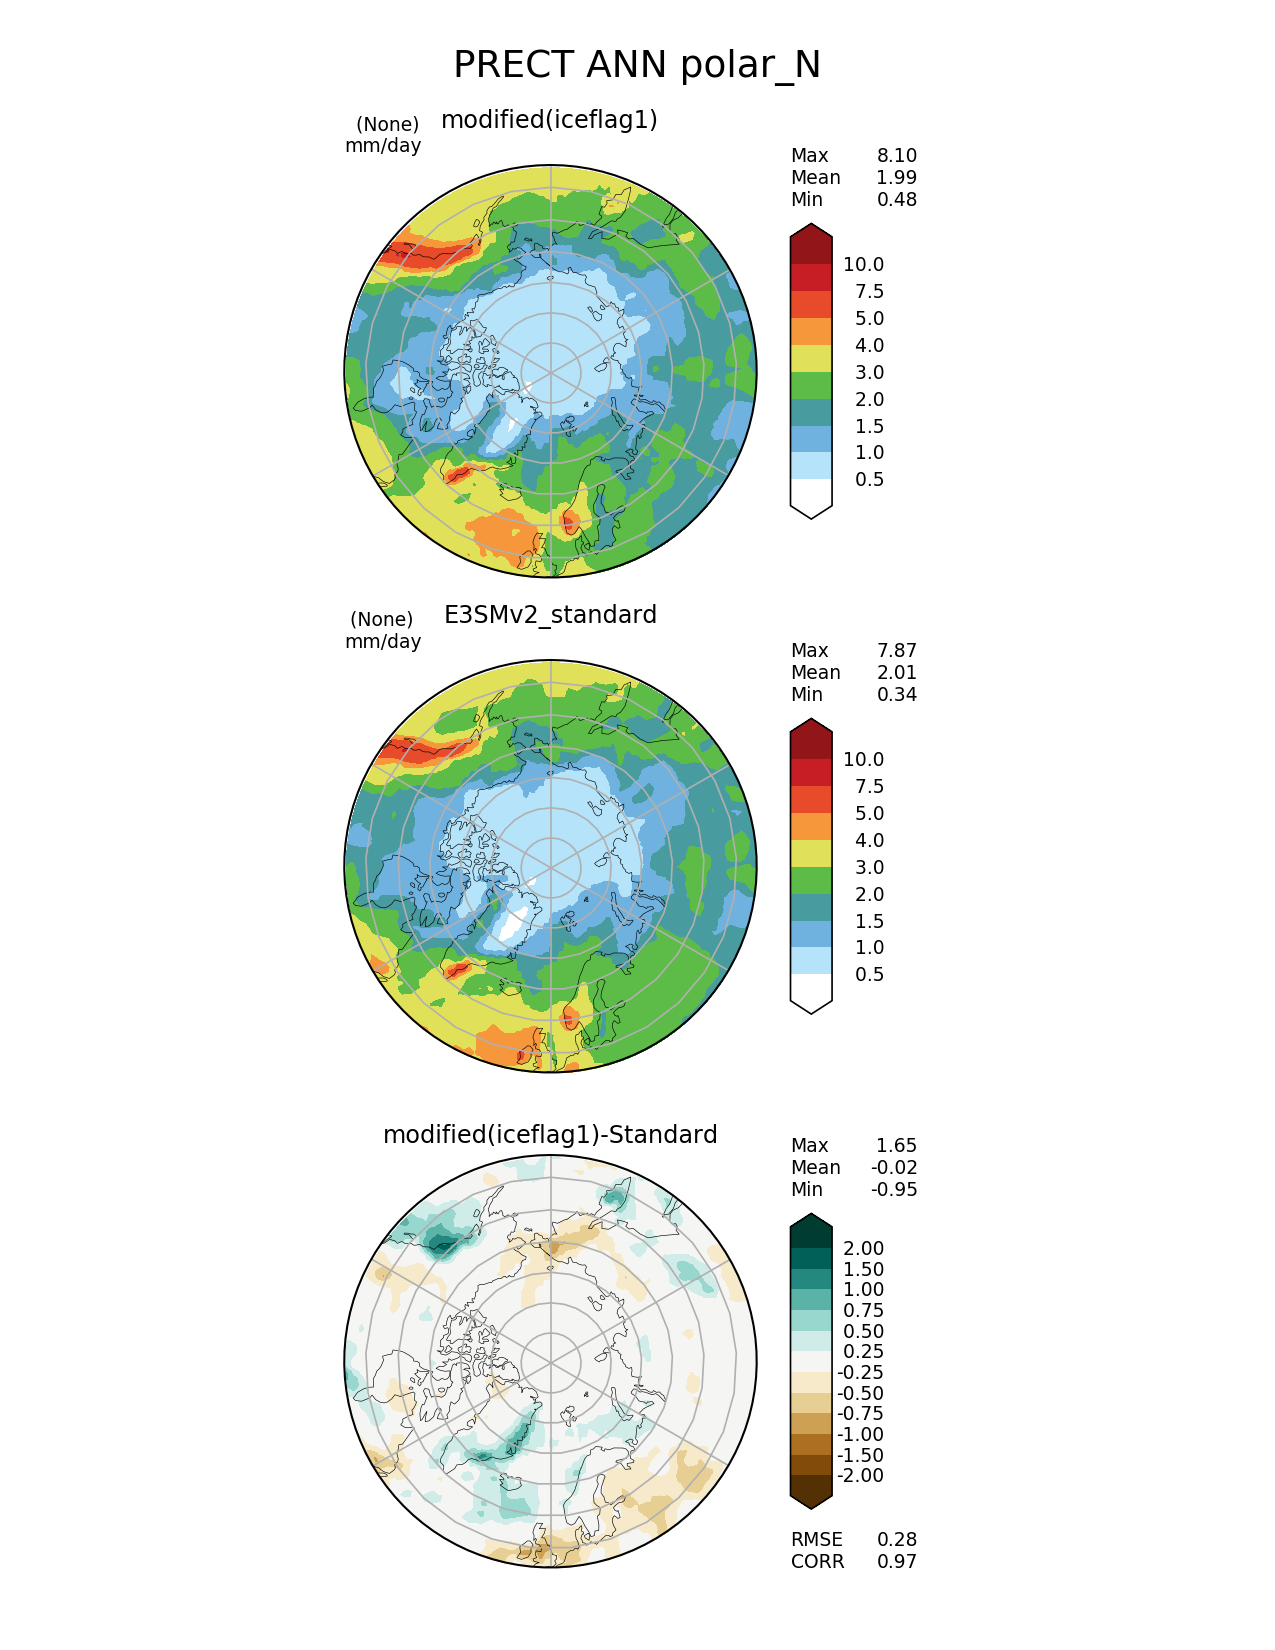 PRECT ANN polar_N
(None)
mm/day
modified(iceflag1)
Max 8.10
Mean 1.99
Min 0.48
10.0
7.5
5.0
4.0
3.0
2.0
1.5
1.0
0.5
(None)
mm/day
E3SMv2_standard
Max 7.87
Mean 2.01
Min 0.34
10.0
7.5
5.0
4.0
3.0
2.0
1.5
1.0
0.5
modified(iceflag1)-Standard
Max 1.65
Mean -0.02
Min -0.95
2.00
1.50
1.00
0.75
0.50
0.25
-0.25
-0.50
-0.75
-1.00
-1.50
-2.00
RMSE 0.28
CORR 0.97